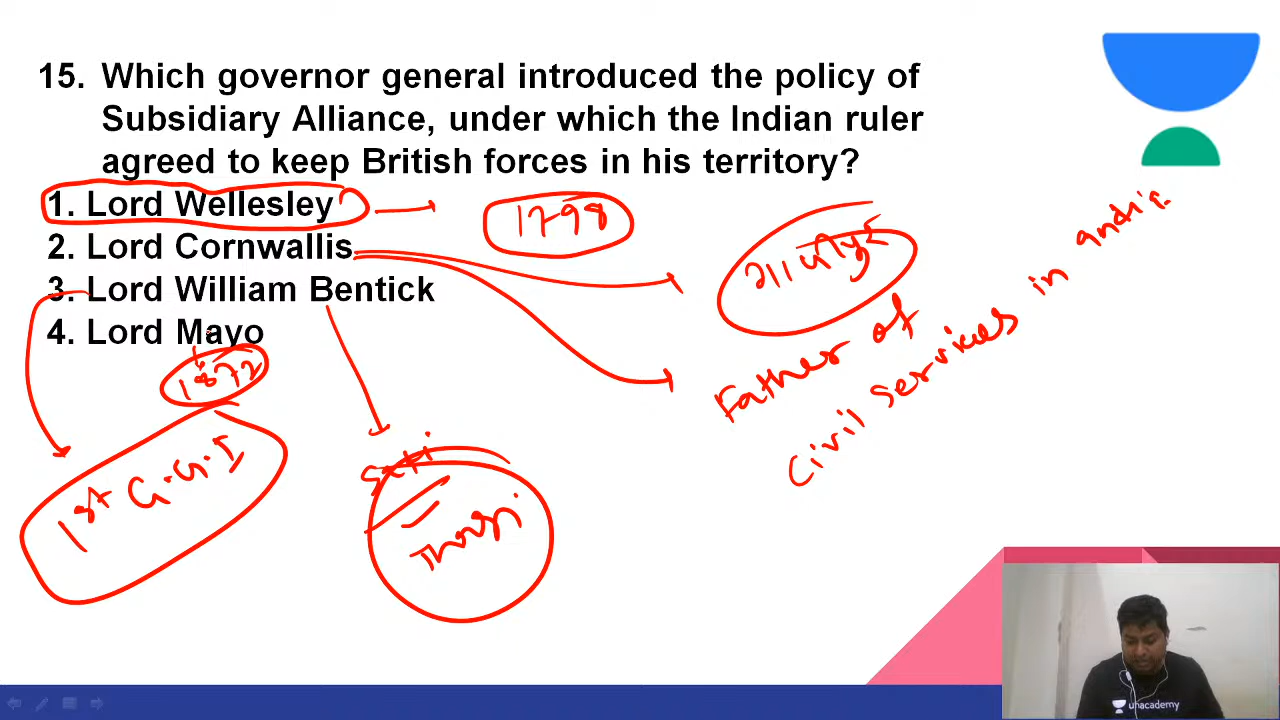 15. Which governor general introduced the policy of
Subsidiary Alliance, under which the Indian ruler
agreed to keep British forces in his territory?
1. Lord Wellesley
1798
2. Lord Cornwallis
3. Lord William Bentick
4. Lord Mayo
1872
गाजीपुर
Father of
Civil services in india
1st G.G.I
Sati
unacademy